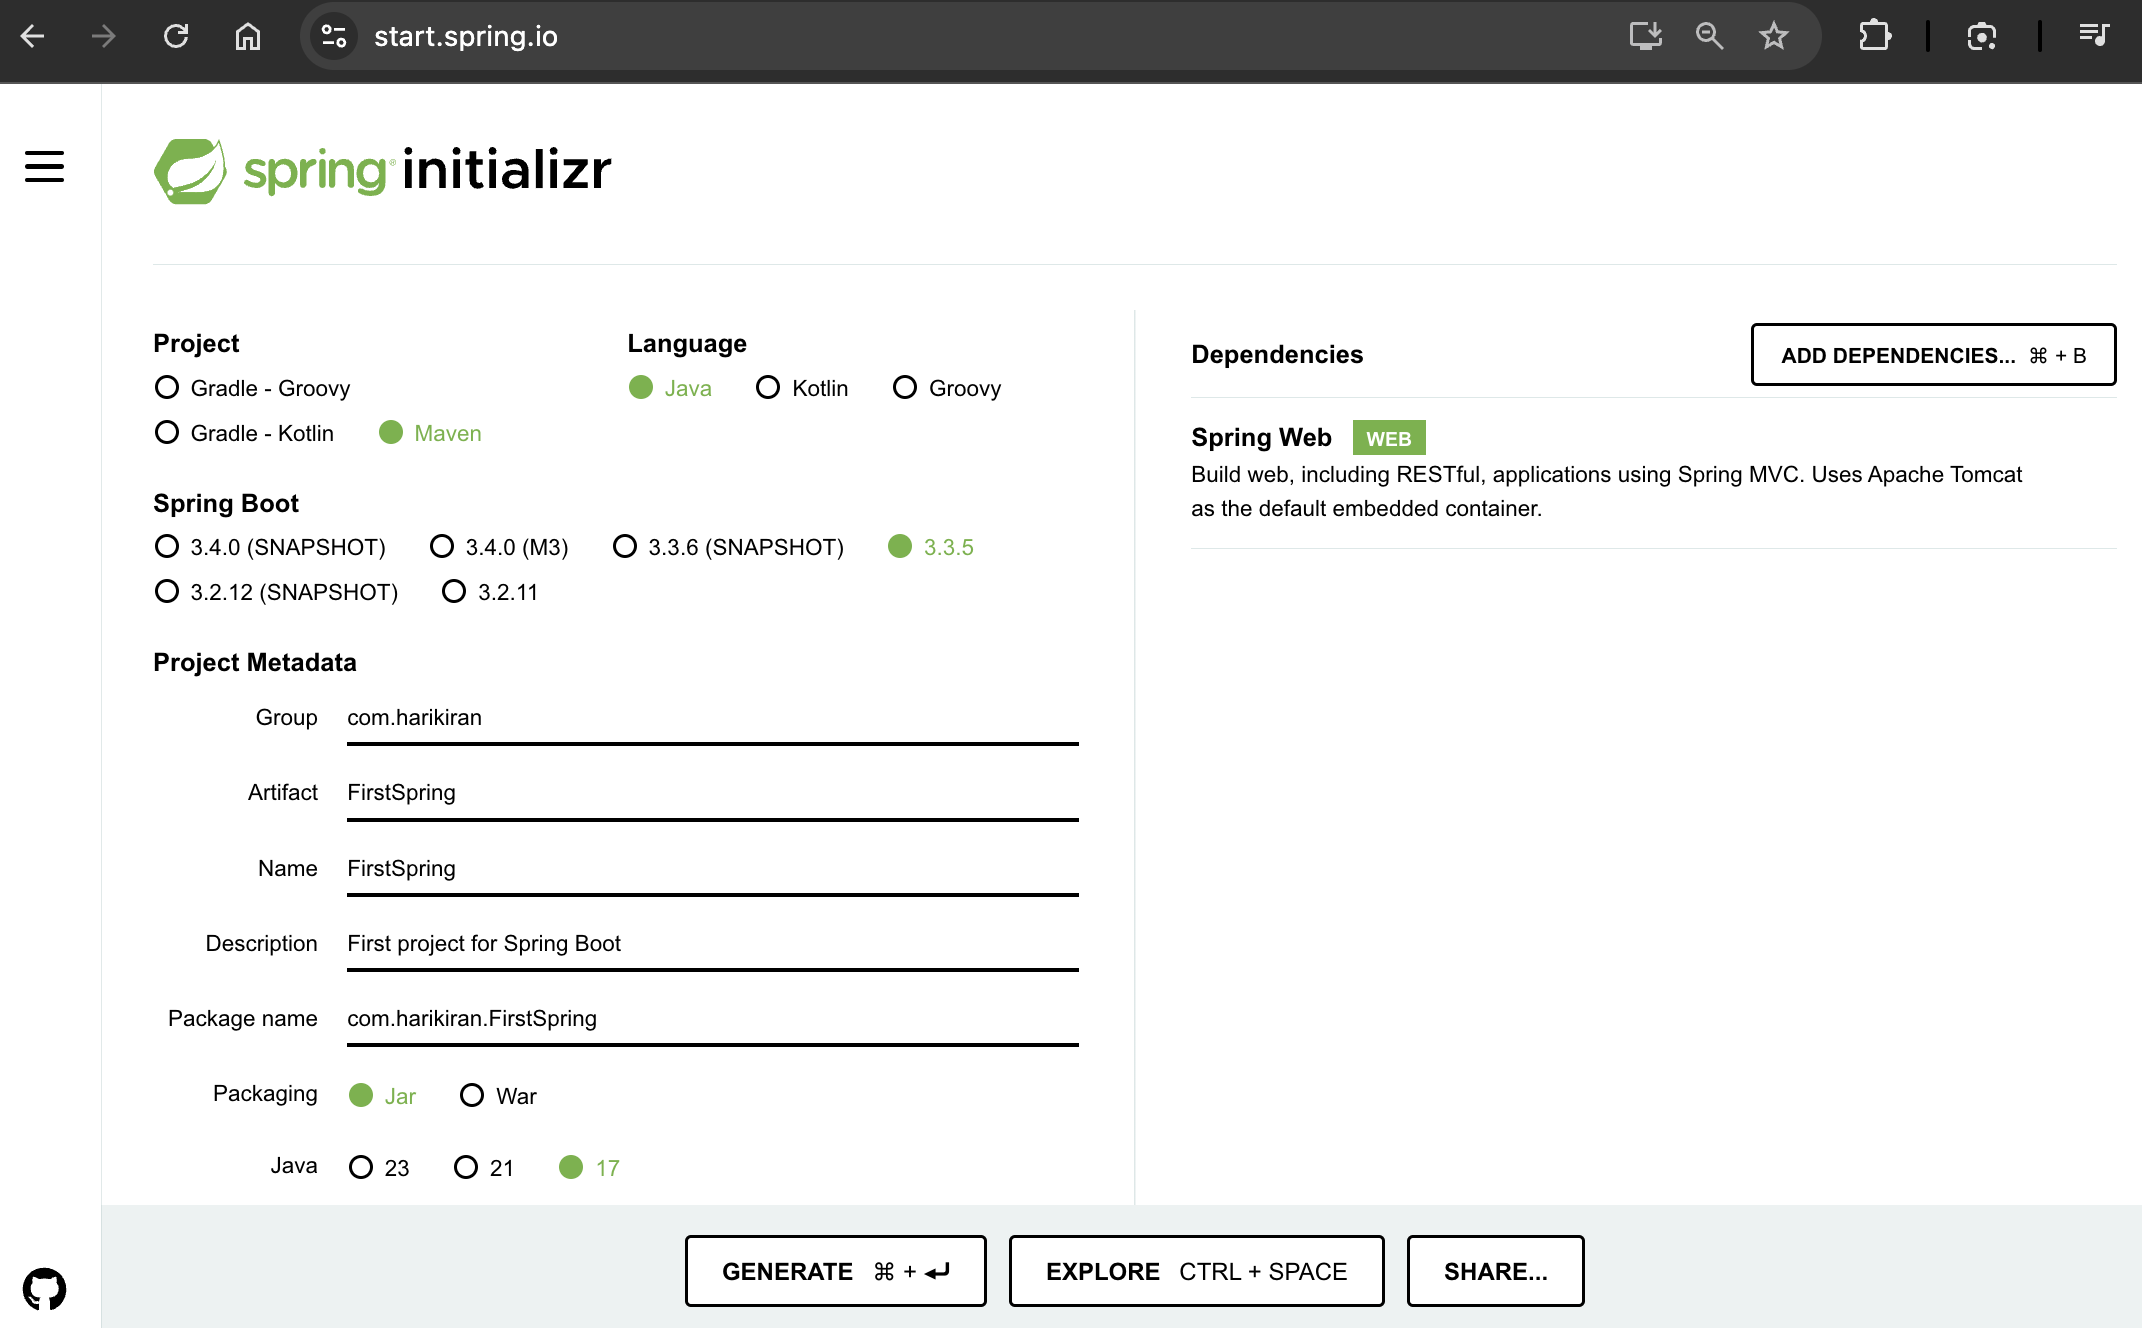 start.spring.io
spring® initializr
Project
Gradle - Groovy
Gradle - Kotlin Maven
Language
Java Kotlin Groovy
Spring Boot
3.4.0 (SNAPSHOT) 3.4.0 (M3) 3.3.6 (SNAPSHOT) 3.3.5
3.2.12 (SNAPSHOT) 3.2.11
Project Metadata
Group com.harikiran
Artifact FirstSpring
Name FirstSpring
Description First project for Spring Boot
Package name com.harikiran.FirstSpring
Packaging Jar War
Java 23 21 17
Dependencies ADD DEPENDENCIES... ⌘ + B
Spring Web WEB
Build web, including RESTful, applications using Spring MVC. Uses Apache Tomcat
as the default embedded container.
GENERATE ⌘ + ⏎ EXPLORE CTRL + SPACE SHARE...